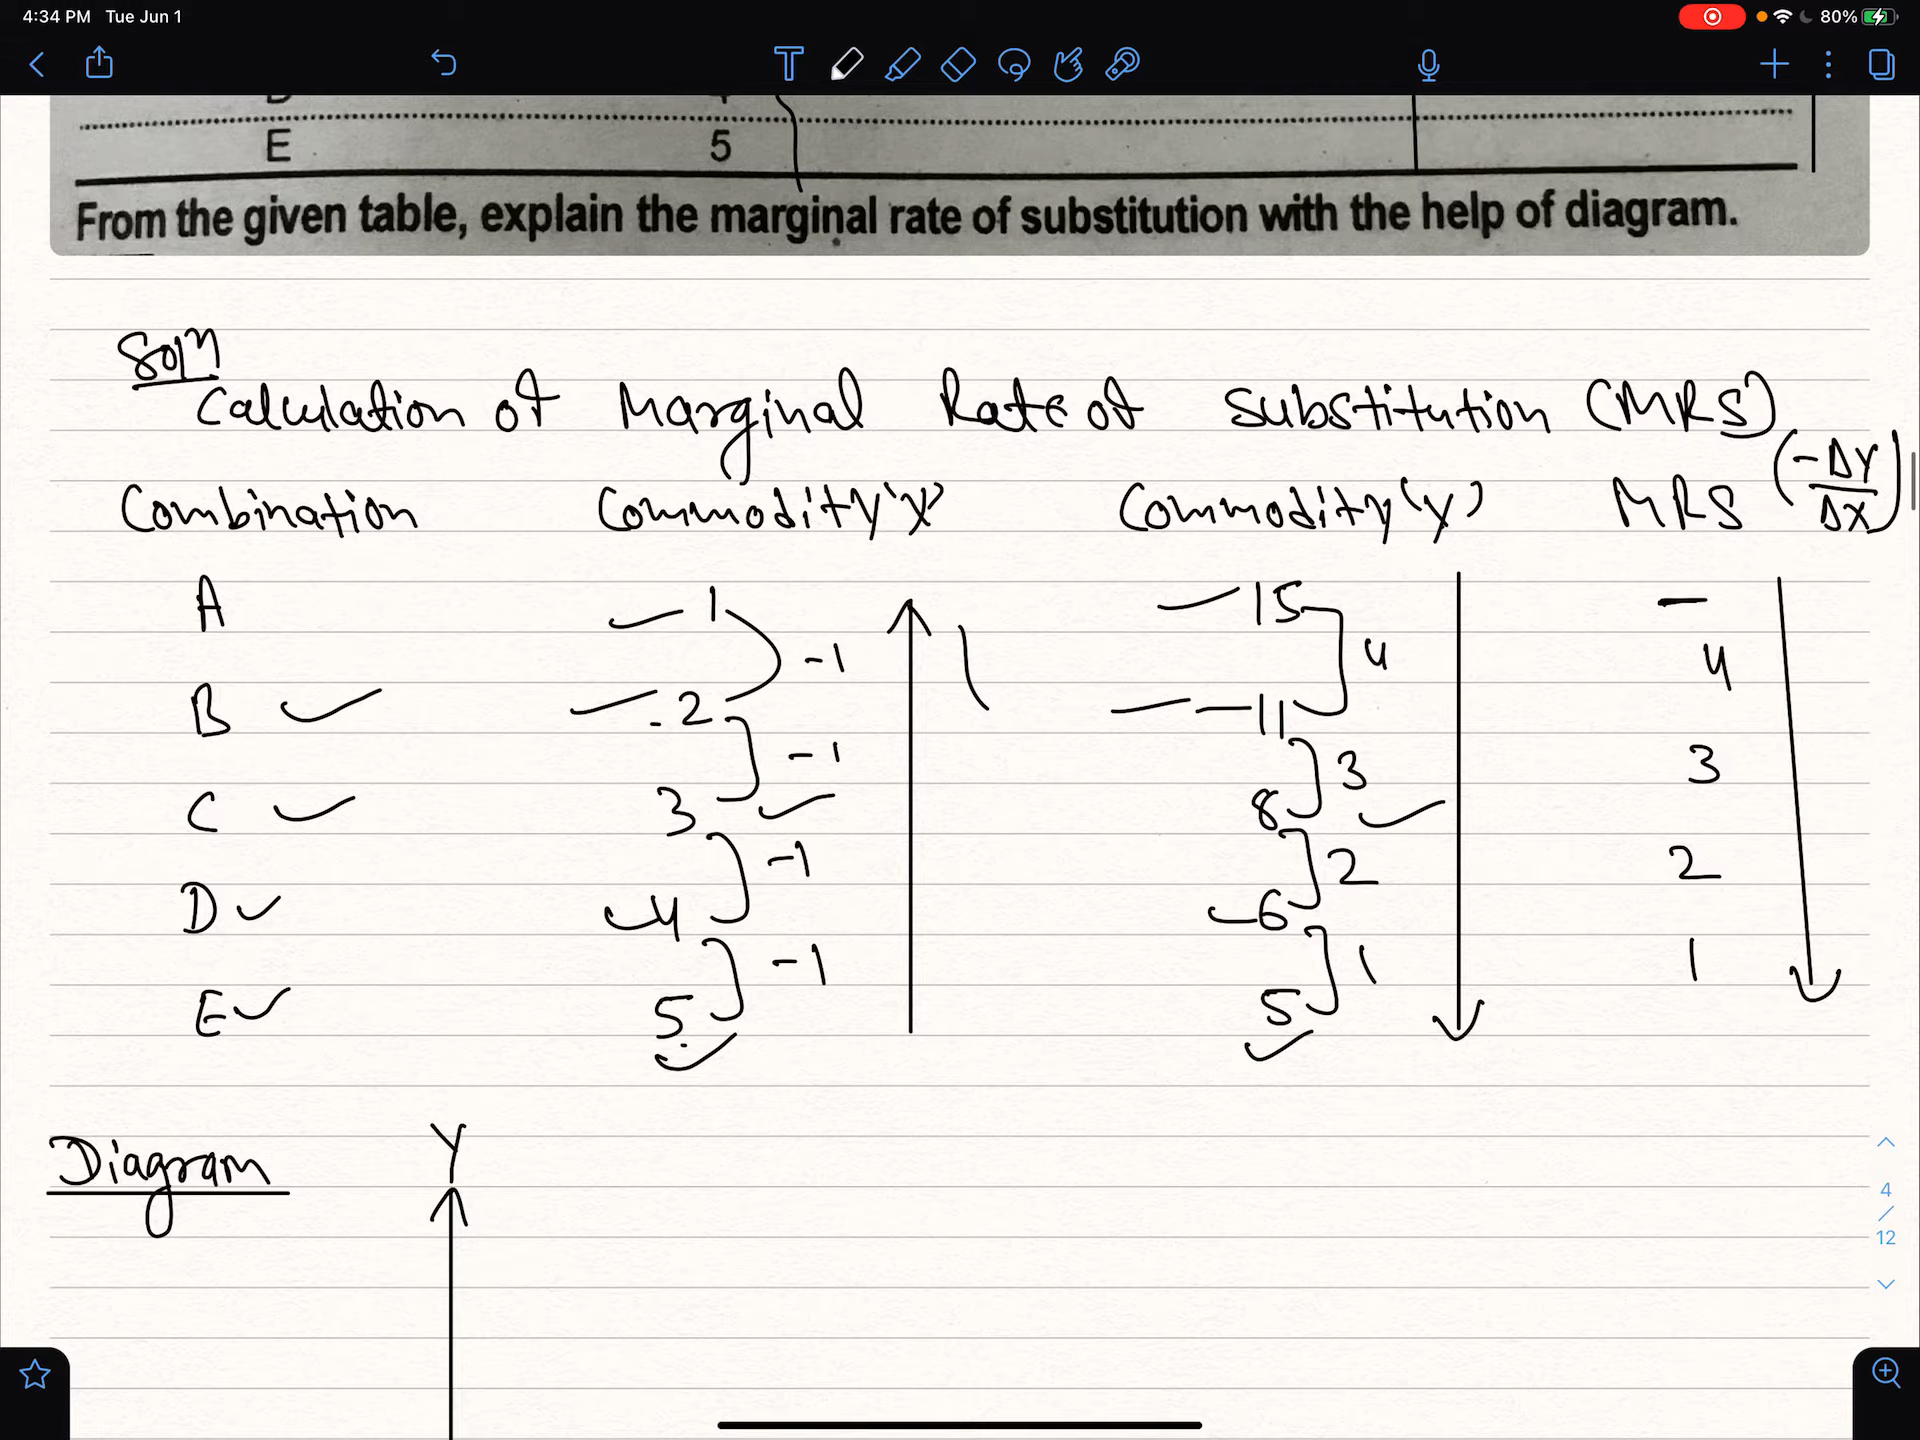 4:34 PM Tue Jun 1
80%
T
E 5
From the given table, explain the marginal rate of substitution with the help of diagram.
Soln
Calculation of Marginal Rate of Substitution (MRS)
Combination Commodity 'X' Commodity 'Y' MRS (-ΔY/ΔX)
A 1 15 —
-1 4 4
B 2 11
-1 3 3
C 3 8
-1 2 2
D 4 6
-1 1 1
E 5 5
Diagram Y
4
/
12